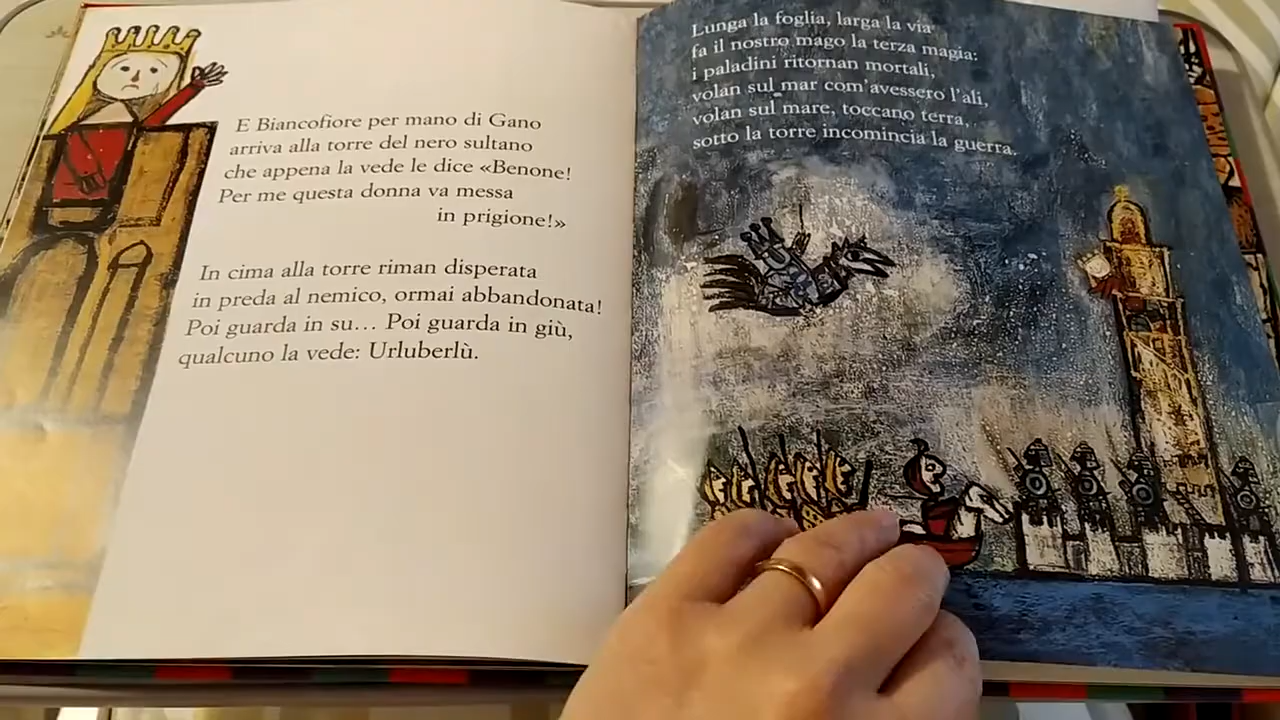 E Biancofiore per mano di Gano
arriva alla torre del nero sultano
che appena la vede le dice «Benone!
Per me questa donna va messa
in prigione!»
In cima alla torre riman disperata
in preda al nemico, ormai abbandonata!
Poi guarda in su... Poi guarda in giù,
qualcuno la vede: Urluberlù.
Lunga la foglia, larga la via
fa il nostro mago la terza magia:
i paladini ritornan mortali,
volan sul mar com'avessero l'ali,
volan sul mare, toccano terra,
sotto la torre incomincia la guerra.